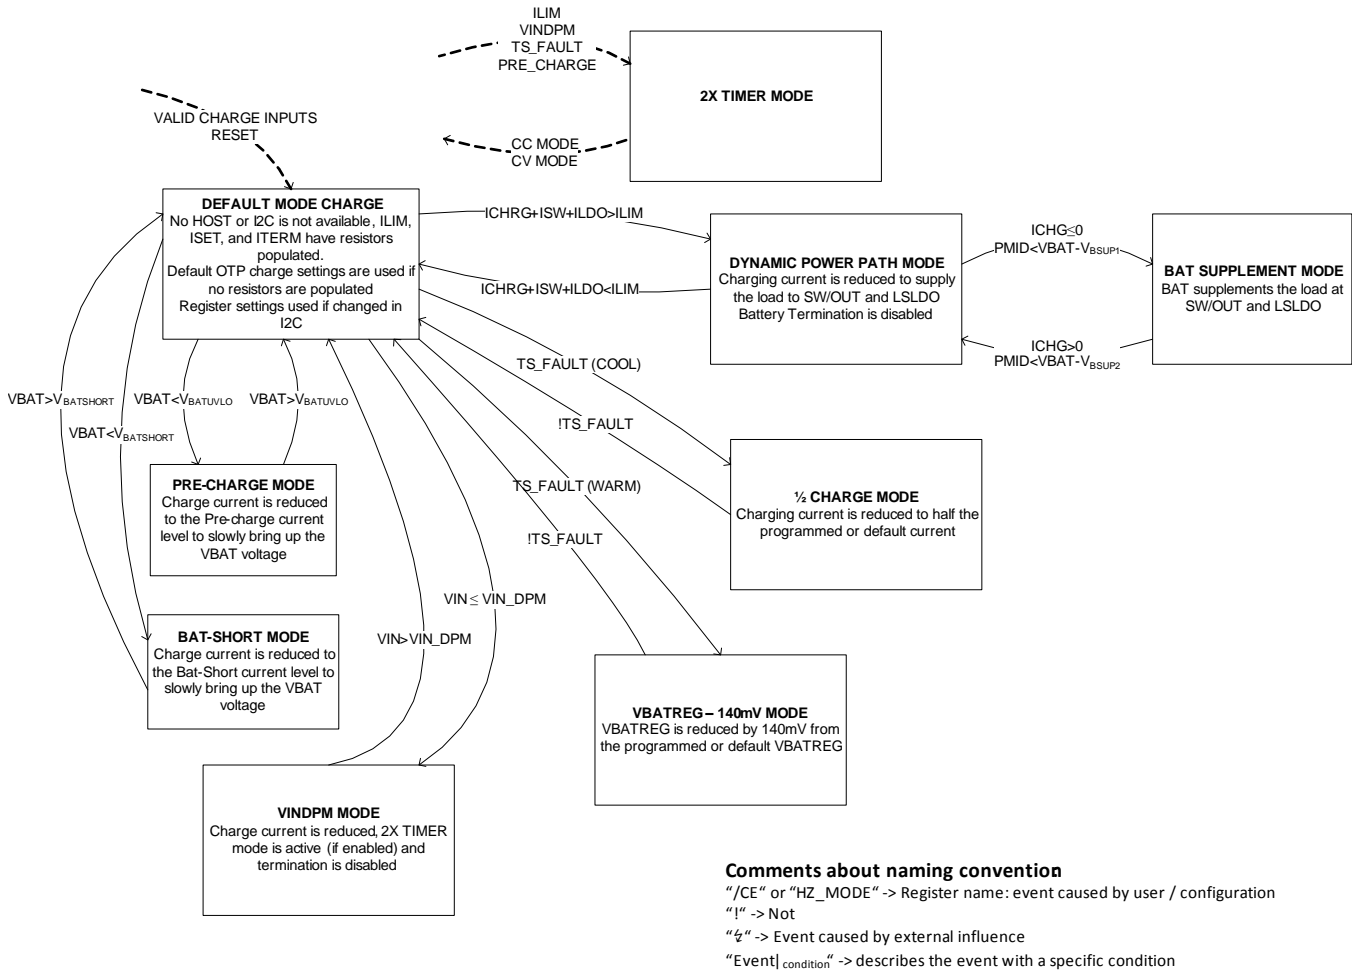 ILIM
VINDPM
TS_FAULT
PRE_CHARGE
2X TIMER MODE
VALID CHARGE INPUTS
RESET
CC MODE
CV MODE
DEFAULT MODE CHARGE
No HOST or I2C is not available, ILIM,
ISET, and ITERM have resistors
populated.
Default OTP charge settings are used if
no resistors are populated
Register settings used if changed in
I2C
ICHRG+ISW+ILDO>ILIM
ICHRG+ISW+ILDO<ILIM
DYNAMIC POWER PATH MODE
Charging current is reduced to supply
the load to SW/OUT and LSLDO
Battery Termination is disabled
ICHG≤0
PMID<VBAT-VBSUP1
ICHG>0
PMID<VBAT-VBSUP2
BAT SUPPLEMENT MODE
BAT supplements the load at
SW/OUT and LSLDO
VBAT>VBATSHORT
VBAT<VBATSHORT
VBAT<VBATUVLO
VBAT>VBATUVLO
TS_FAULT (COOL)
!TS_FAULT
TS_FAULT (WARM)
!TS_FAULT
PRE-CHARGE MODE
Charge current is reduced
to the Pre-charge current
level to slowly bring up the
VBAT voltage
½ CHARGE MODE
Charging current is reduced to half the
programmed or default current
VIN ≤ VIN_DPM
VIN>VIN_DPM
BAT-SHORT MODE
Charge current is reduced to
the Bat-Short current level to
slowly bring up the VBAT
voltage
VBATREG – 140mV MODE
VBATREG is reduced by 140mV from
the programmed or default VBATREG
VINDPM MODE
Charge current is reduced, 2X TIMER
mode is active (if enabled) and
termination is disabled
Comments about naming convention:
“/CE“ or “HZ_MODE“ -> Register name: event caused by user / configuration
“!“ -> Not
“↯“ -> Event caused by external influence
“Event|condition“ -> describes the event with a specific condition